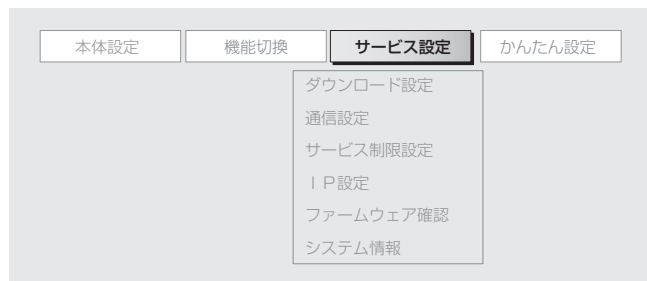 本体設定 機能切換 サービス設定 かんたん設定
ダウンロード設定
通信設定
サービス制限設定
ＩＰ設定
ファームウェア確認
システム情報